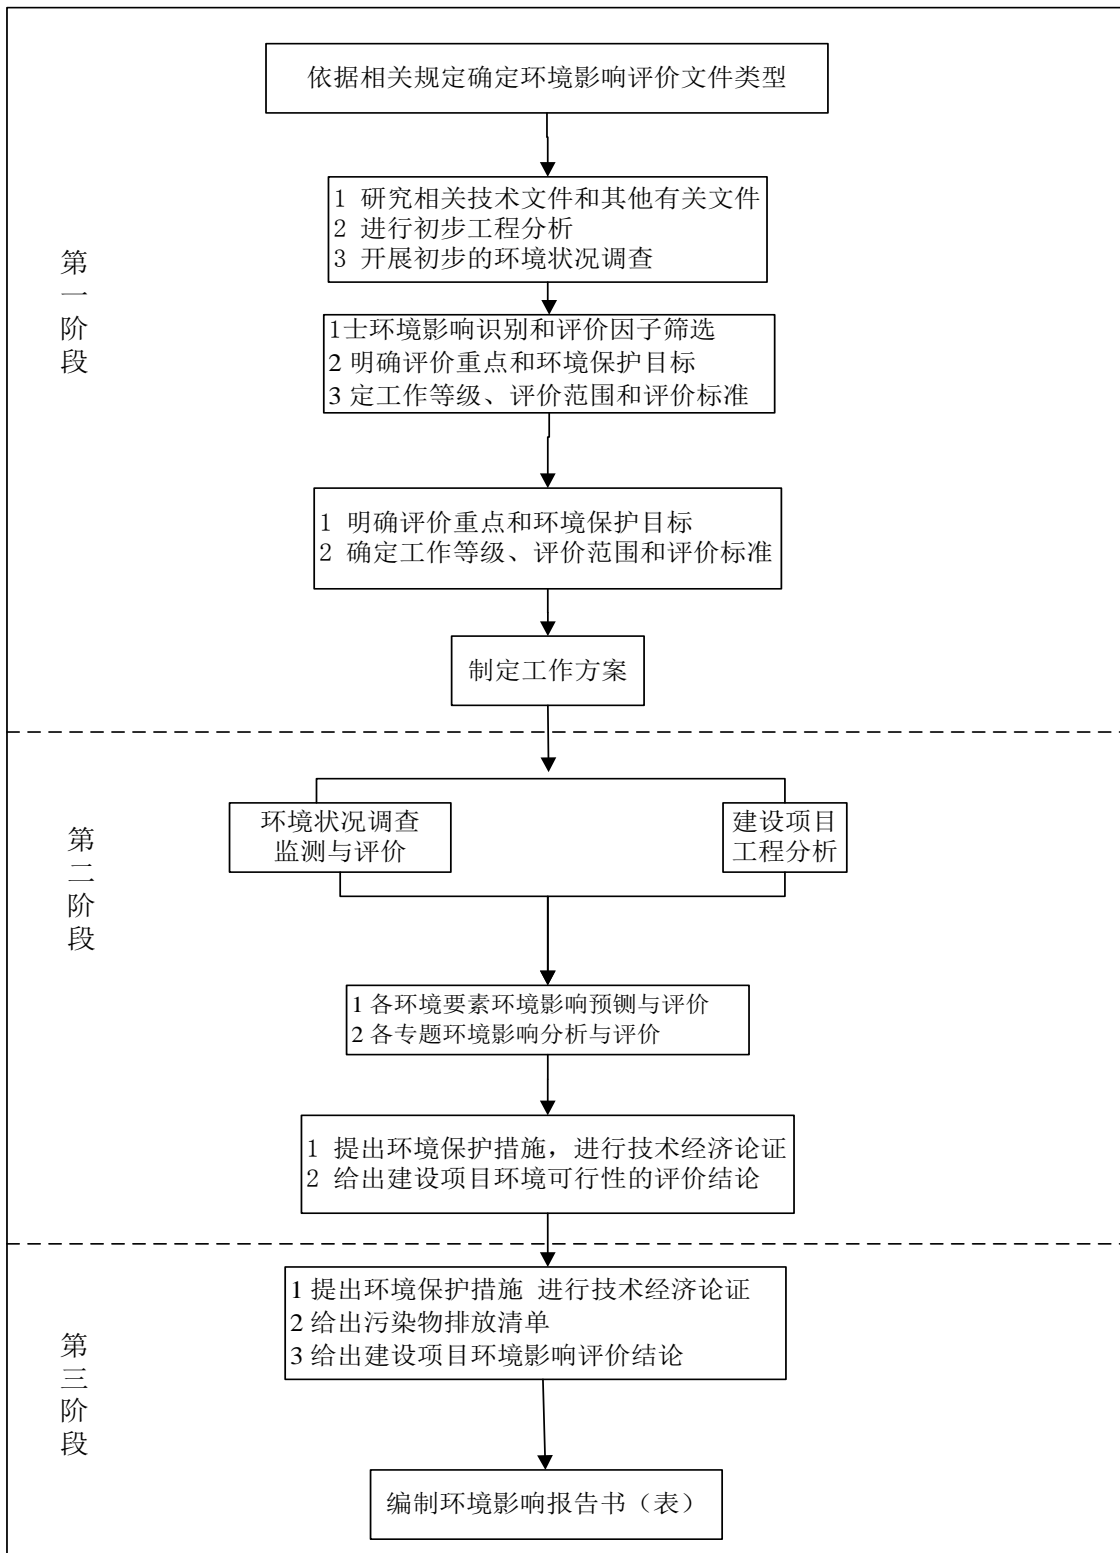 依据相关规定确定环境影响评价文件类型
1 研究相关技术文件和其他有关文件
2 进行初步工程分析
3 开展初步的环境状况调查
第一阶段
1士环境影响识别和评价因子筛选
2 明确评价重点和环境保护目标
3 定工作等级、评价范围和评价标准
1 明确评价重点和环境保护目标
2 确定工作等级、评价范围和评价标准
制定工作方案
第二阶段
环境状况调查
监测与评价
建设项目
工程分析
1 各环境要素环境影响预铡与评价
2 各专题环境影响分析与评价
1 提出环境保护措施，进行技术经济论证
2 给出建设项目环境可行性的评价结论
第三阶段
1 提出环境保护措施 进行技术经济论证
2 给出污染物排放清单
3 给出建设项目环境影响评价结论
编制环境影响报告书（表）